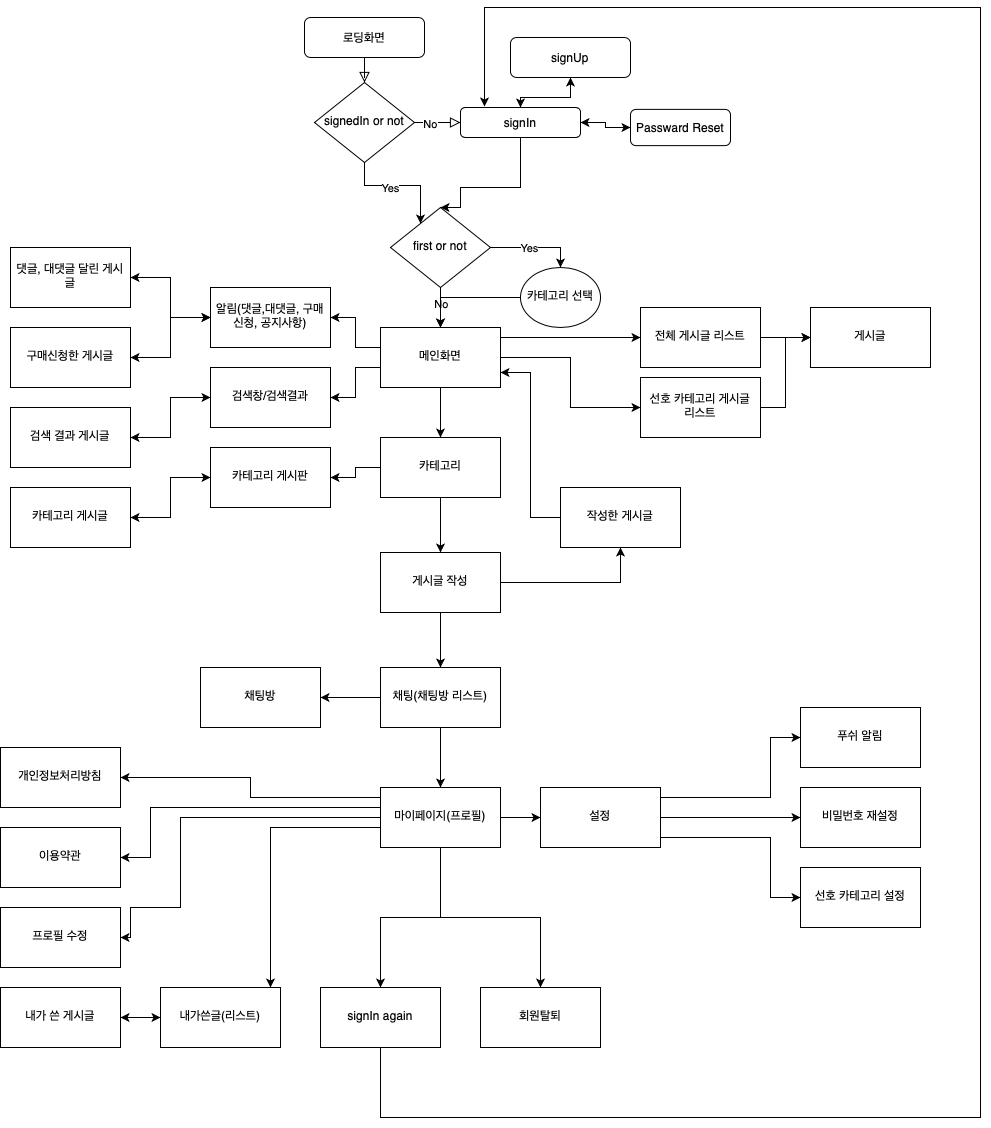 로딩화면
signUp
signedIn or not
No
signIn
Passward Reset
Yes
first or not
Yes
카테고리 선택
No
댓글, 대댓글 달린 게시
글
알림(댓글,대댓글, 구매
신청, 공지사항)
구매신청한 게시글
메인화면
전체 게시글 리스트
게시글
검색창/검색결과
선호 카테고리 게시글
리스트
검색 결과 게시글
카테고리
카테고리 게시판
카테고리 게시글
작성한 게시글
게시글 작성
채팅방
채팅(채팅방 리스트)
푸쉬 알림
개인정보처리방침
마이페이지(프로필)
설정
비밀번호 재설정
이용약관
선호 카테고리 설정
프로필 수정
내가 쓴 게시글
내가쓴글(리스트)
signIn again
회원탈퇴